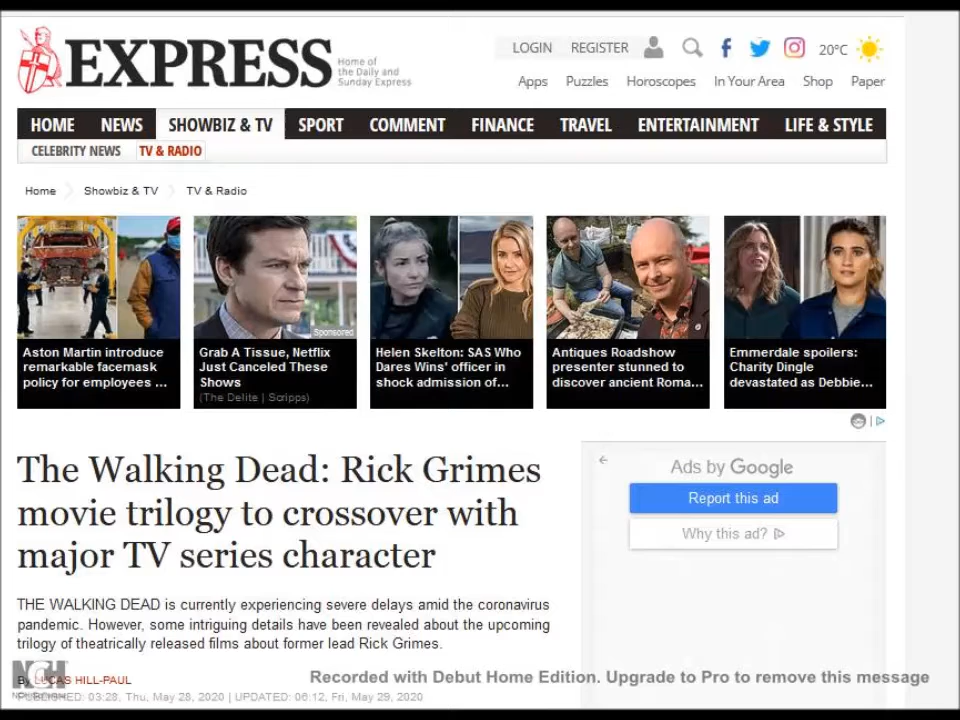 EXPRESS
Home of
the Daily and
Sunday Express
LOGIN REGISTER 20°C
Apps Puzzles Horoscopes In Your Area Shop Paper
HOME NEWS SHOWBIZ & TV SPORT COMMENT FINANCE TRAVEL ENTERTAINMENT LIFE & STYLE
CELEBRITY NEWS TV & RADIO
Home Showbiz & TV TV & Radio
Sponsored
Aston Martin introduce
remarkable facemask
policy for employees ...
Grab A Tissue, Netflix
Just Canceled These
Shows
(The Delite | Scripps)
Helen Skelton: SAS Who
Dares Wins' officer in
shock admission of...
Antiques Roadshow
presenter stunned to
discover ancient Roma...
Emmerdale spoilers:
Charity Dingle
devastated as Debbie...
The Walking Dead: Rick Grimes
movie trilogy to crossover with
major TV series character
Ads by Google
Report this ad
Why this ad?
THE WALKING DEAD is currently experiencing severe delays amid the coronavirus
pandemic. However, some intriguing details have been revealed about the upcoming
trilogy of theatrically released films about former lead Rick Grimes.
By LUCAS HILL-PAUL
PUBLISHED: 03:28, Thu, May 28, 2020 | UPDATED: 06:12, Fri, May 29, 2020
NCH
Recorded with Debut Home Edition. Upgrade to Pro to remove this message